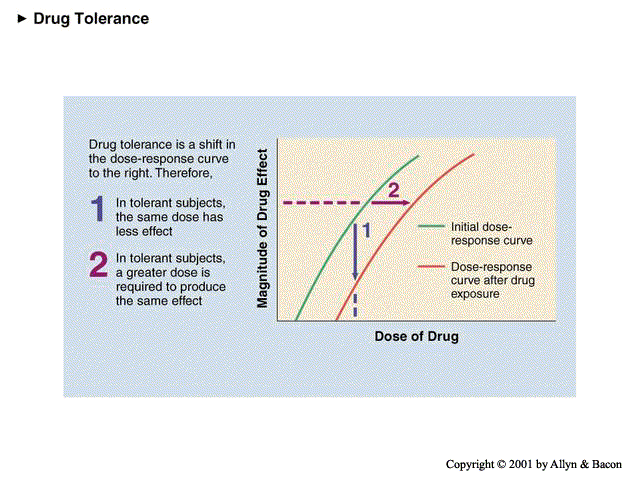 ► Drug Tolerance
Drug tolerance is a shift in
the dose-response curve
to the right. Therefore,
1 In tolerant subjects,
the same dose has
less effect
2 In tolerant subjects,
a greater dose is
required to produce
the same effect
Magnitude of Drug Effect
2
1
Initial dose-
response curve
Dose-response
curve after drug
exposure
Dose of Drug
Copyright © 2001 by Allyn & Bacon